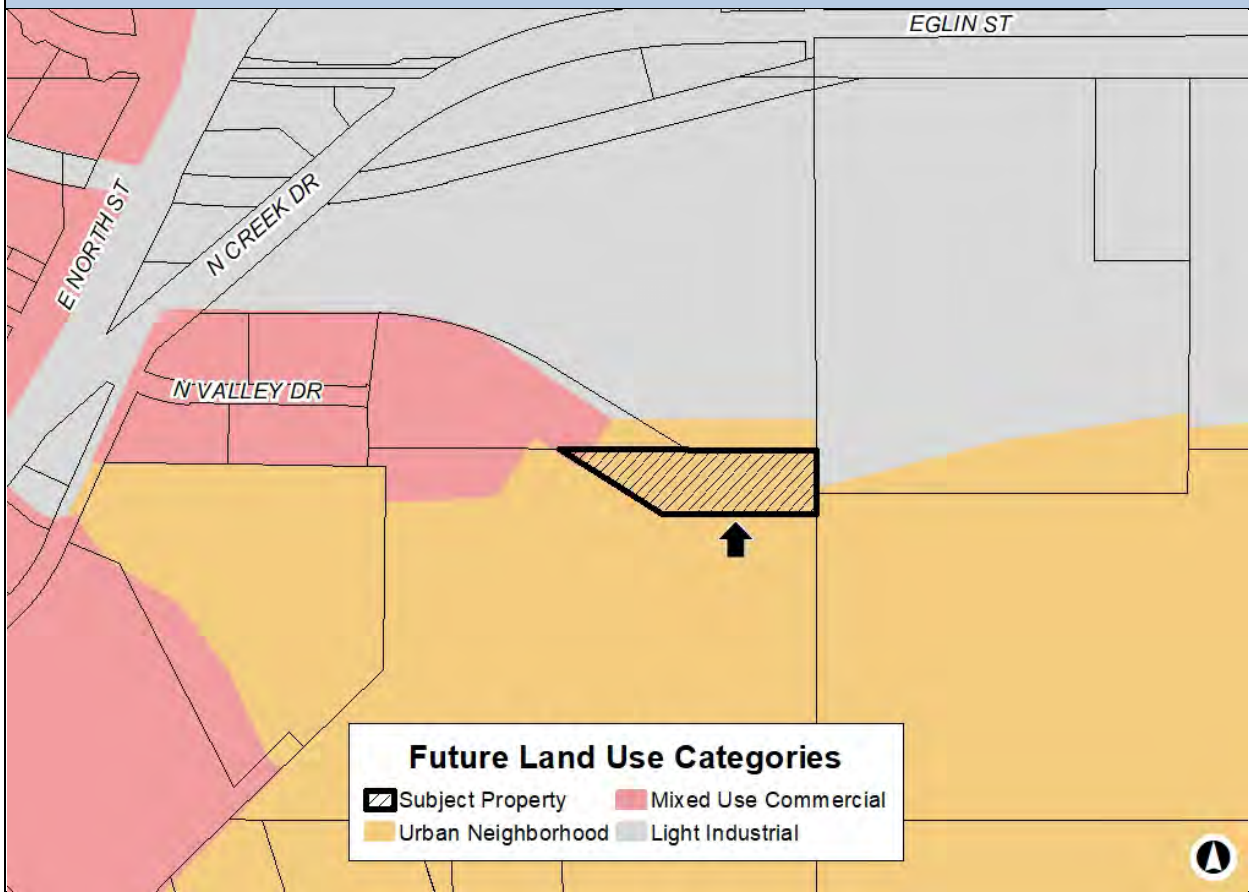 EGLIN ST
E NORTH ST
N CREEK DR
N VALLEY DR
Future Land Use Categories
Subject Property Mixed Use Commercial
Urban Neighborhood Light Industrial